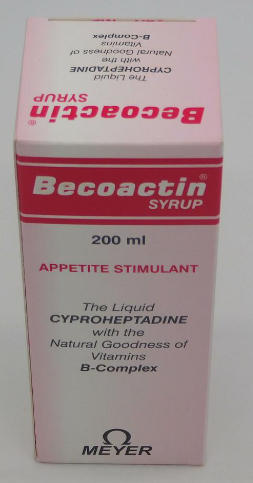 Becoactin®
SYRUP
The Liquid
CYPROHEPTADINE
with the
Natural Goodness of
Vitamins
B-Complex
Becoactin®
SYRUP
200 ml
APPETITE STIMULANT
The Liquid
CYPROHEPTADINE
with the
Natural Goodness of
Vitamins
B-Complex
MEYER